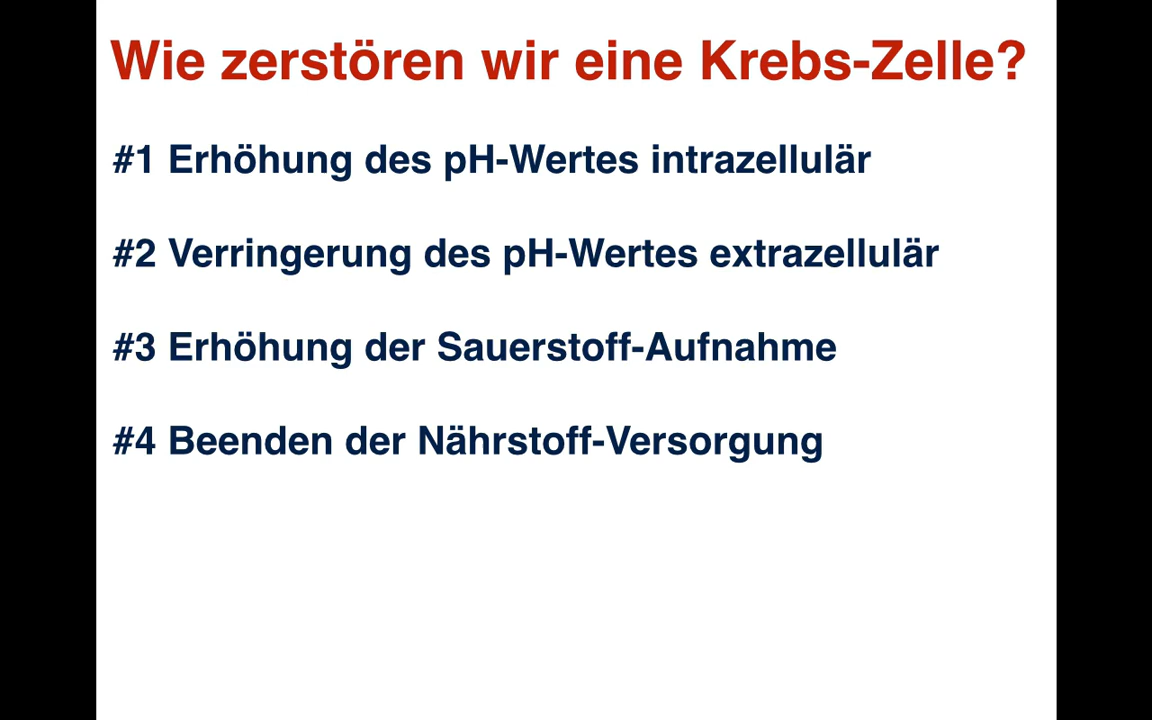 Wie zerstören wir eine Krebs-Zelle?
#1 Erhöhung des pH-Wertes intrazellulär
#2 Verringerung des pH-Wertes extrazellulär
#3 Erhöhung der Sauerstoff-Aufnahme
#4 Beenden der Nährstoff-Versorgung